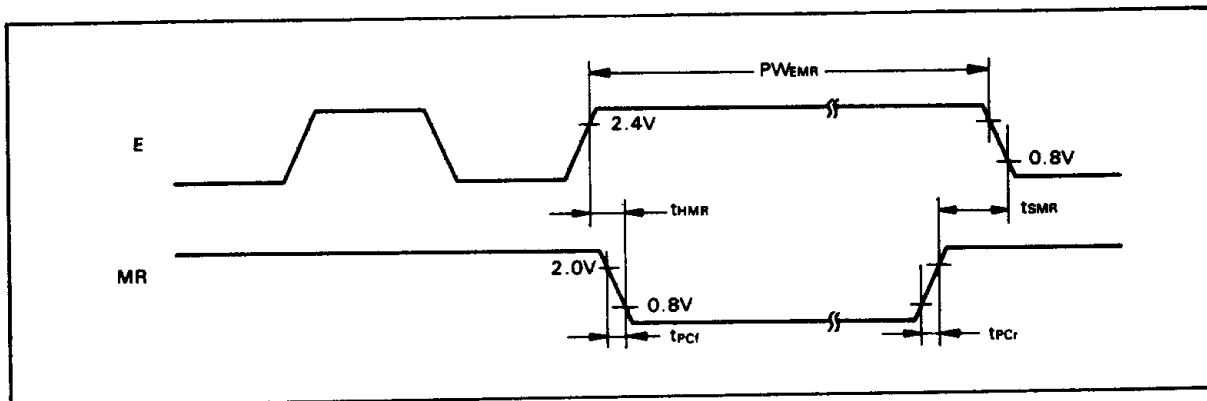 PWEMR
E
2.4V
0.8V
tHMR
tSMR
MR
2.0V
0.8V
tPCf
tPCr